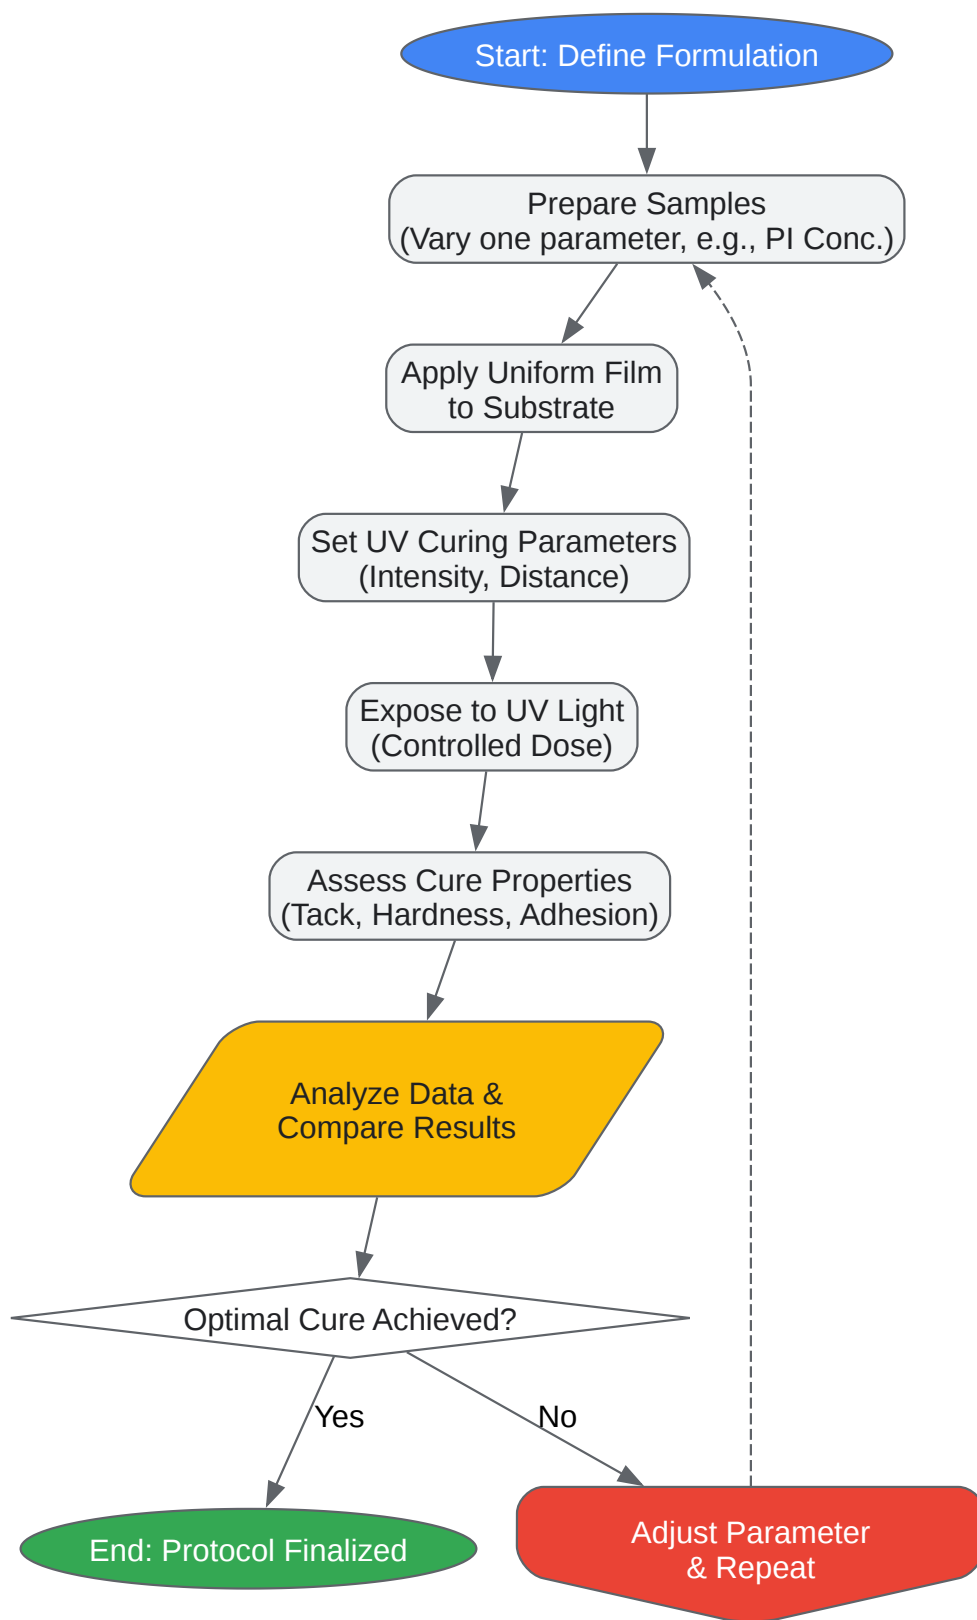 Start: Define Formulation
Prepare Samples
(Vary one parameter, e.g., PI Conc.)
Apply Uniform Film
to Substrate
Set UV Curing Parameters
(Intensity, Distance)
Expose to UV Light
(Controlled Dose)
Assess Cure Properties
(Tack, Hardness, Adhesion)
Analyze Data &
Compare Results
Optimal Cure Achieved?
Yes
No
End: Protocol Finalized
Adjust Parameter
& Repeat